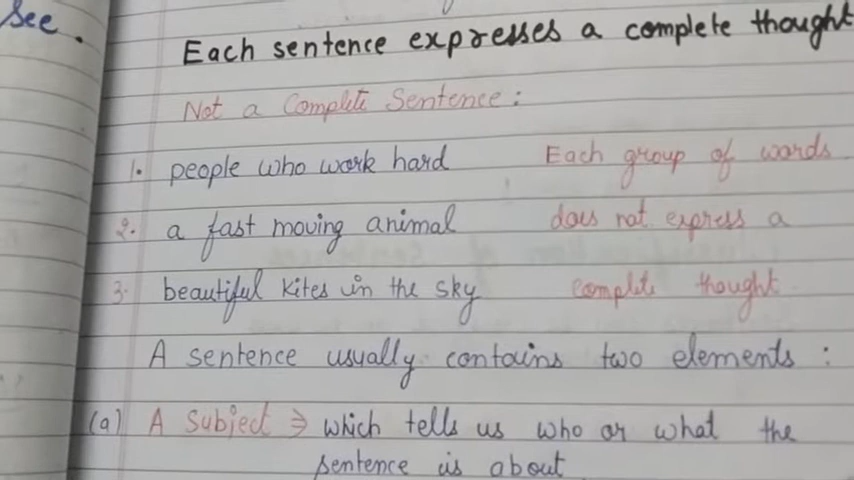 See.
Each sentence expresses a complete thought
Not a Complete Sentence:
1. people who work hard Each group of words
2. a fast moving animal does not express a
3. beautiful kites in the sky complete thought
A sentence usually contains two elements :
(a) A Subject ⇒ which tells us who or what the
sentence is about